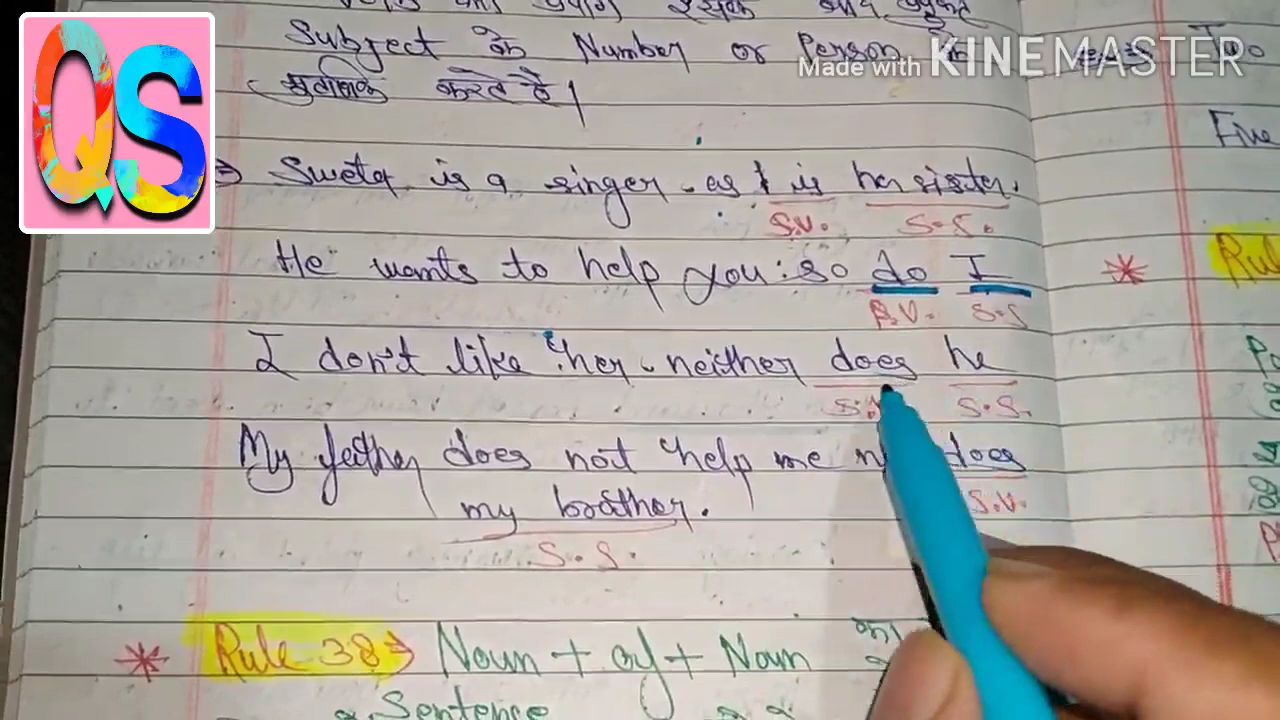 QS
Made with KINEMASTER
Subject के Number or Person के
मुताबिक करते है।
⇒ Sweta is a singer as is her sister.
S.V. S.S.
He wants to help you : so do I
S.V. S.S
I don't like her neither does he
S.V S.S.
My father does not help me does
my brother. S.V.
S.S.
* Rule 38 ⇒ Noun + of + Noun का
Sentence
Two
Five
* Rul